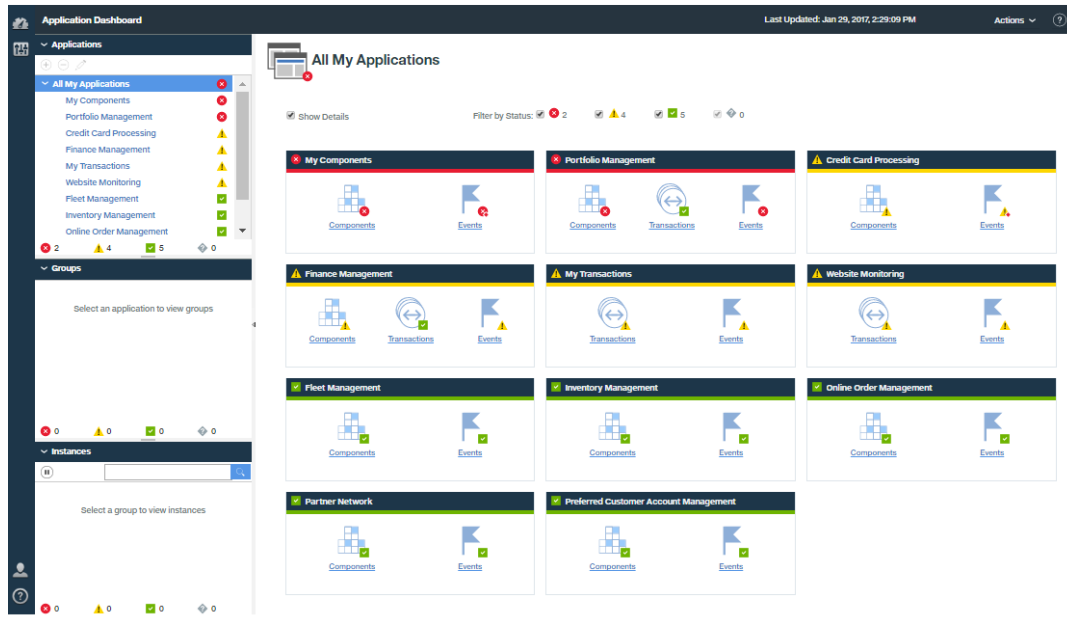 Application Dashboard
Last Updated: Jan 29, 2017, 2:29:09 PM
Actions
?
Applications
All My Applications
My Components
Portfolio Management
Credit Card Processing
Finance Management
My Transactions
Website Monitoring
Fleet Management
Inventory Management
Online Order Management
2 4 5 0
Groups
Select an application to view groups
0 0 0 0
Instances
Select a group to view instances
0 0 0 0
All My Applications
Show Details
Filter by Status: 2 4 5 0
My Components
Components Events
Portfolio Management
Components Transactions Events
Credit Card Processing
Components Events
Finance Management
Components Transactions Events
My Transactions
Transactions Events
Website Monitoring
Transactions Events
Fleet Management
Components Events
Inventory Management
Components Events
Online Order Management
Components Events
Partner Network
Components Events
Preferred Customer Account Management
Components Events